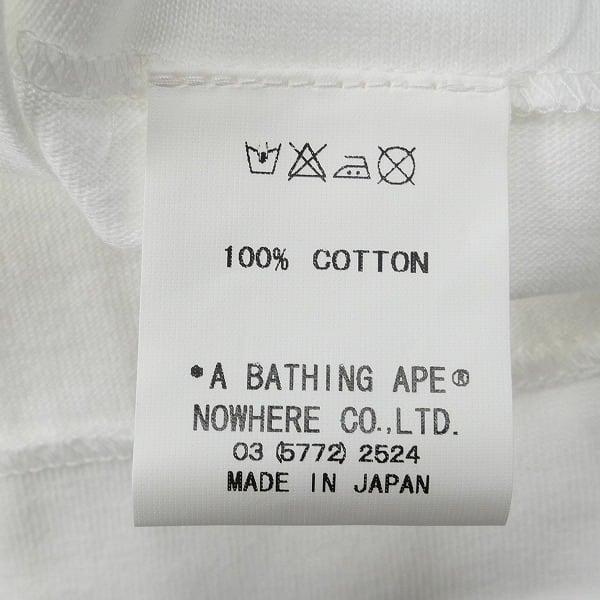 100% COTTON
*A BATHING APE®
NOWHERE CO.,LTD.
03 (5772) 2524
MADE IN JAPAN